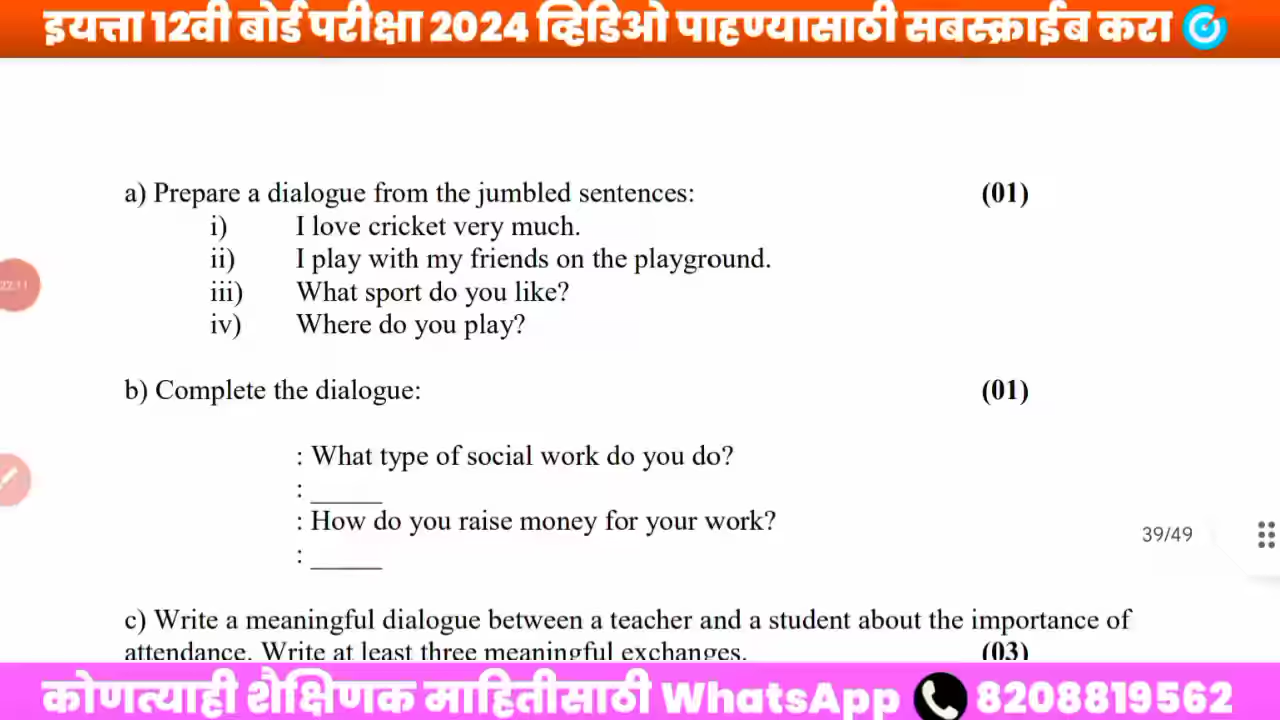 इयत्ता 12वी बोर्ड परीक्षा 2024 व्हिडिओ पाहण्यासाठी सबस्क्राईब करा
a) Prepare a dialogue from the jumbled sentences: (01)
i) I love cricket very much.
ii) I play with my friends on the playground.
iii) What sport do you like?
iv) Where do you play?
22:11
b) Complete the dialogue: (01)
: What type of social work do you do?
: _____
: How do you raise money for your work?
: _____
39/49
c) Write a meaningful dialogue between a teacher and a student about the importance of
attendance. Write at least three meaningful exchanges. (03)
कोणत्याही शैक्षिणक माहितीसाठी WhatsApp 8208819562